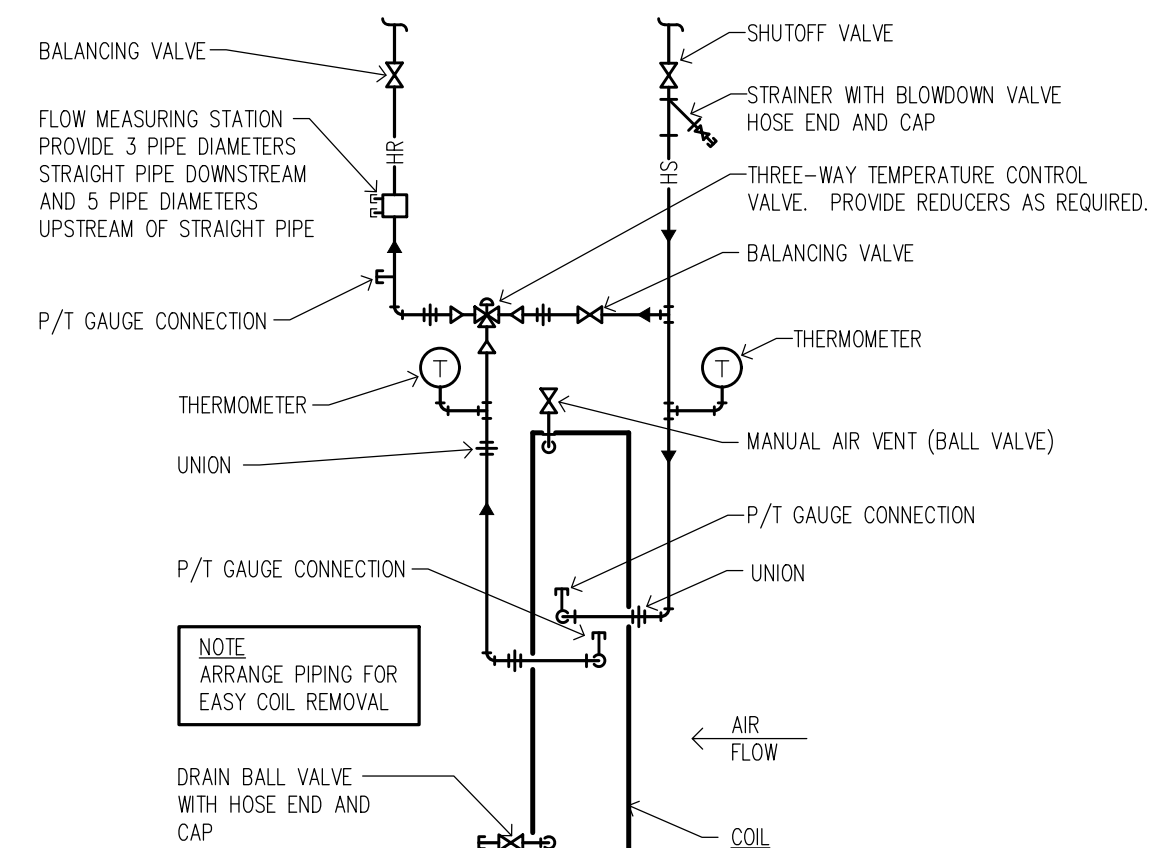 BALANCING VALVE
FLOW MEASURING STATION
PROVIDE 3 PIPE DIAMETERS
STRAIGHT PIPE DOWNSTREAM
AND 5 PIPE DIAMETERS
UPSTREAM OF STRAIGHT PIPE
P/T GAUGE CONNECTION
HR
SHUTOFF VALVE
STRAINER WITH BLOWDOWN VALVE
HOSE END AND CAP
HS
THREE-WAY TEMPERATURE CONTROL
VALVE. PROVIDE REDUCERS AS REQUIRED.
BALANCING VALVE
THERMOMETER
T
T
THERMOMETER
UNION
MANUAL AIR VENT (BALL VALVE)
P/T GAUGE CONNECTION
P/T GAUGE CONNECTION
UNION
NOTE
ARRANGE PIPING FOR
EASY COIL REMOVAL
AIR
FLOW
DRAIN BALL VALVE
WITH HOSE END AND
CAP
COIL